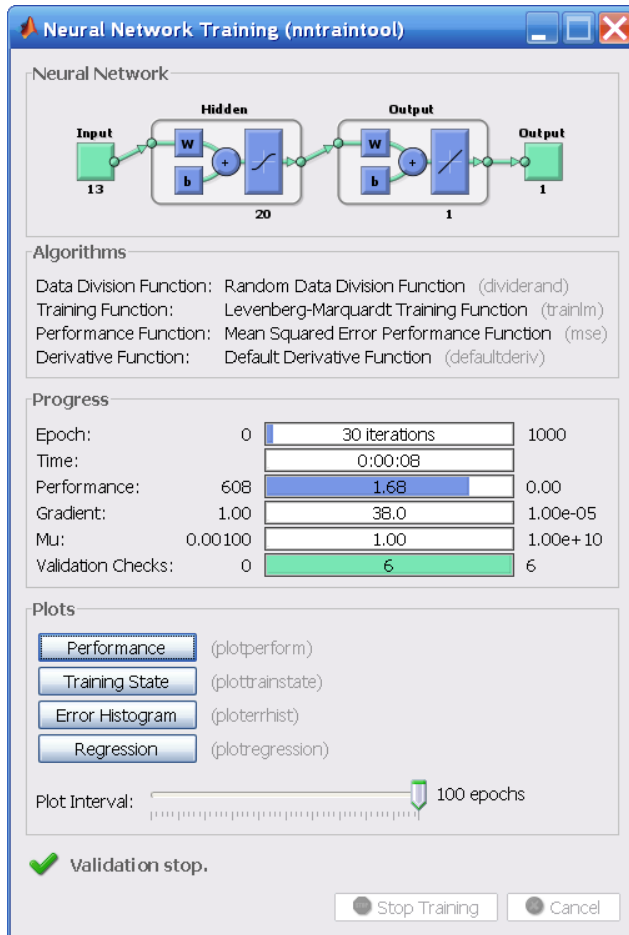 Neural Network Training (nntraintool)
Neural Network
Hidden Output
Input Output
W W
+ +
b b
13 1
20 1
Algorithms
Data Division Function: Random Data Division Function (dividerand)
Training Function: Levenberg-Marquardt Training Function (trainlm)
Performance Function: Mean Squared Error Performance Function (mse)
Derivative Function: Default Derivative Function (defaultderiv)
Progress
Epoch: 0 30 iterations 1000
Time: 0:00:08
Performance: 608 1.68 0.00
Gradient: 1.00 38.0 1.00e-05
Mu: 0.00100 1.00 1.00e+10
Validation Checks: 0 6 6
Plots
Performance (plotperform)
Training State (plottrainstate)
Error Histogram (ploterrhist)
Regression (plotregression)
Plot Interval: 100 epochs
Validation stop.
Stop Training Cancel